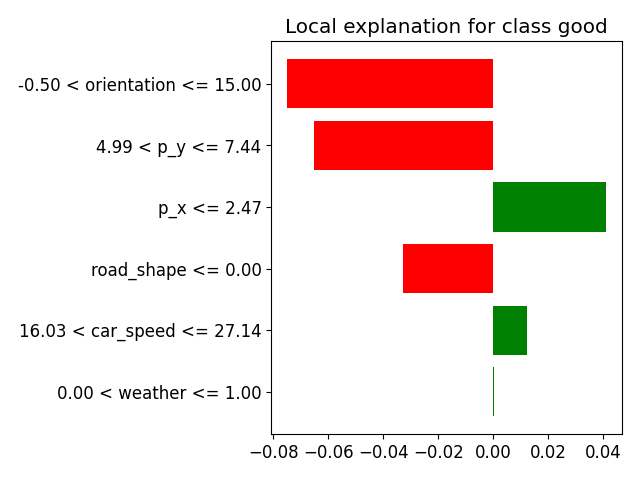 Local explanation for class good
-0.50 < orientation <= 15.00
4.99 < p_y <= 7.44
p_x <= 2.47
road_shape <= 0.00
16.03 < car_speed <= 27.14
0.00 < weather <= 1.00
−0.08 −0.06 −0.04 −0.02 0.00 0.02 0.04